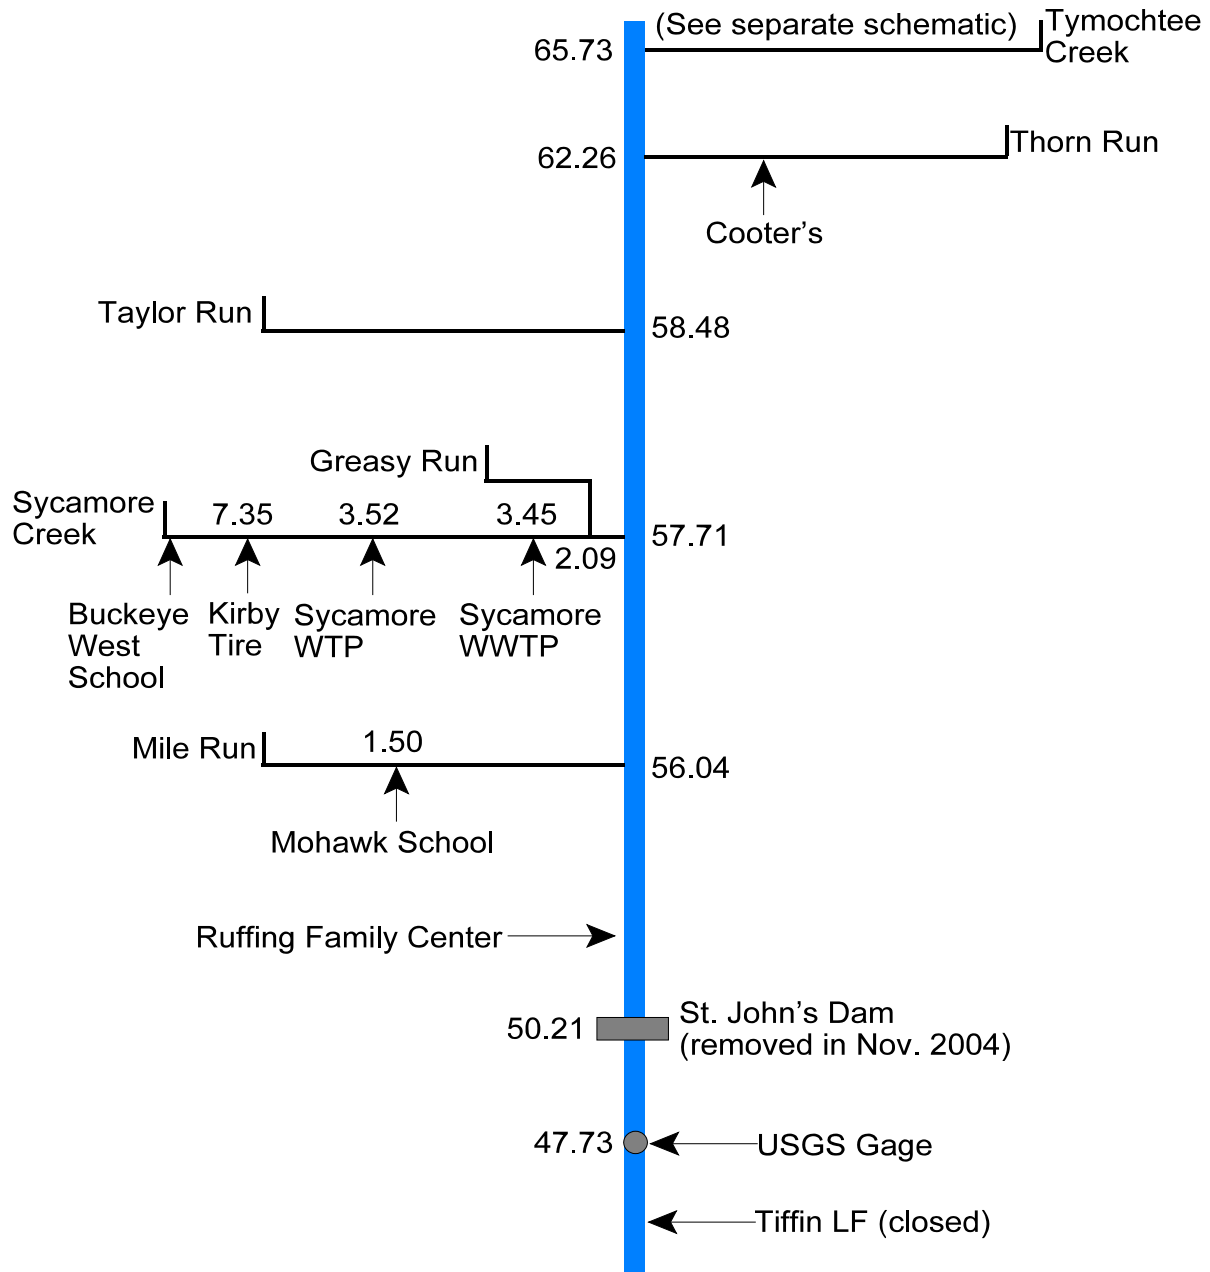 (See separate schematic)
Tymochtee
Creek
65.73
Thorn Run
62.26
Cooter's
Taylor Run
58.48
Greasy Run
Sycamore
Creek
7.35
3.52
3.45
57.71
2.09
Buckeye
West
School
Kirby
Tire
Sycamore
WTP
Sycamore
WWTP
Mile Run
1.50
56.04
Mohawk School
Ruffing Family Center
50.21
St. John's Dam
(removed in Nov. 2004)
47.73
USGS Gage
Tiffin LF (closed)